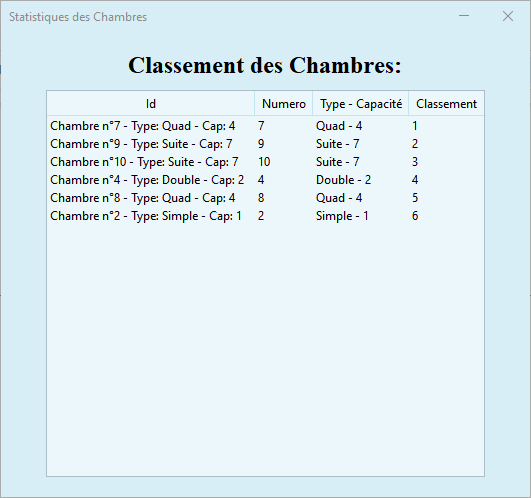 Statistiques des Chambres
Classement des Chambres:
Id Numero Type - Capacité Classement
Chambre n°7 - Type: Quad - Cap: 4 7 Quad - 4 1
Chambre n°9 - Type: Suite - Cap: 7 9 Suite - 7 2
Chambre n°10 - Type: Suite - Cap: 7 10 Suite - 7 3
Chambre n°4 - Type: Double - Cap: 2 4 Double - 2 4
Chambre n°8 - Type: Quad - Cap: 4 8 Quad - 4 5
Chambre n°2 - Type: Simple - Cap: 1 2 Simple - 1 6